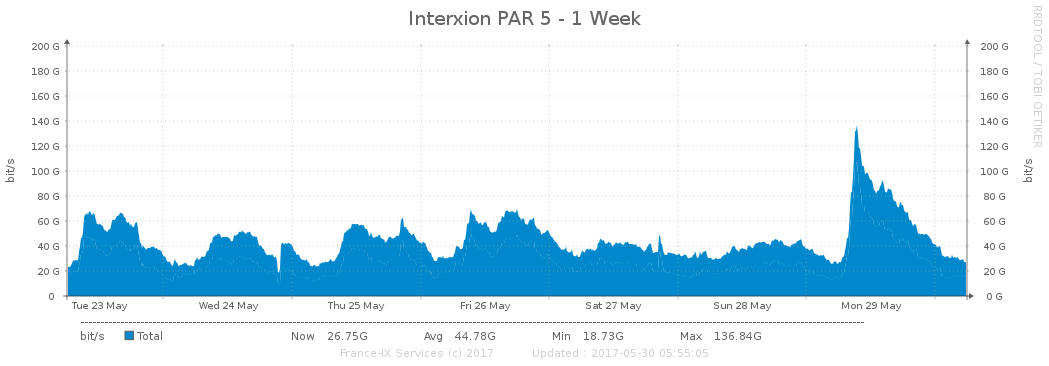 Interxion PAR 5 - 1 Week
RRDTOOL / TOBI OETIKER
bit/s
200 G 200 G
180 G 180 G
160 G 160 G
140 G 140 G
120 G 120 G
100 G 100 G
80 G 80 G
60 G 60 G
40 G 40 G
20 G 20 G
0 0 G
bit/s
Tue 23 May Wed 24 May Thu 25 May Fri 26 May Sat 27 May Sun 28 May Mon 29 May
bit/s Total Now 26.75G Avg 44.78G Min 18.73G Max 136.84G
France-IX Services (c) 2017 Updated : 2017-05-30 05:55:05